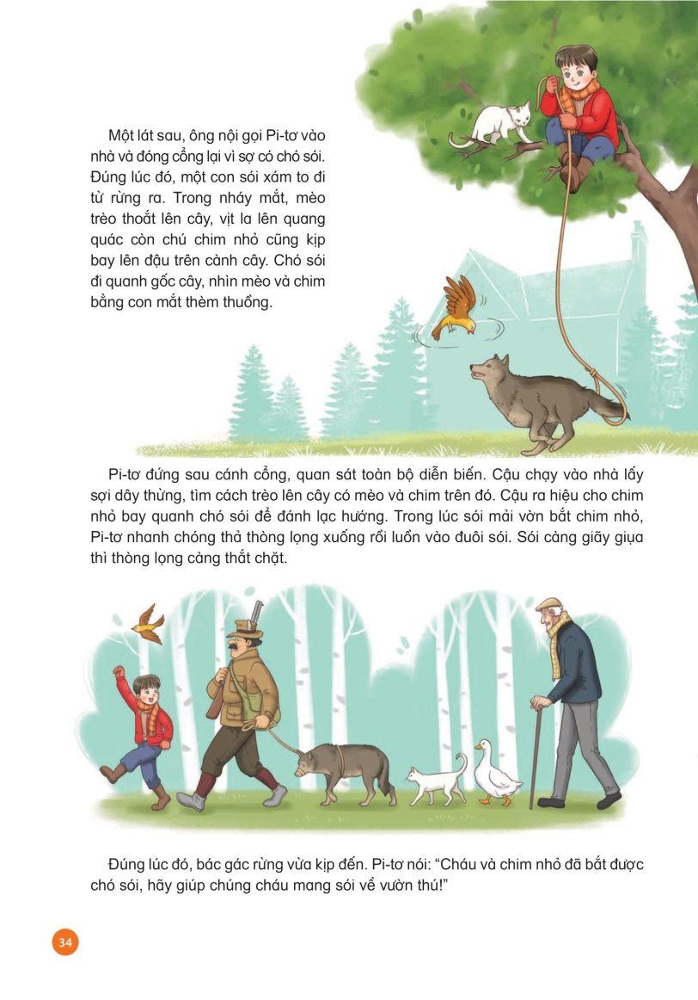 Một lát sau, ông nội gọi Pi-tơ vào
nhà và đóng cổng lại vì sợ có chó sói.
Đúng lúc đó, một con sói xám to đi
từ rừng ra. Trong nháy mắt, mèo
trèo thoắt lên cây, vịt la lên quang
quác còn chú chim nhỏ cũng kịp
bay lên đậu trên cành cây. Chó sói
đi quanh gốc cây, nhìn mèo và chim
bằng con mắt thèm thuồng.
Pi-tơ đứng sau cánh cổng, quan sát toàn bộ diễn biến. Cậu chạy vào nhà lấy
sợi dây thừng, tìm cách trèo lên cây có mèo và chim trên đó. Cậu ra hiệu cho chim
nhỏ bay quanh chó sói để đánh lạc hướng. Trong lúc sói mải vờn bắt chim nhỏ,
Pi-tơ nhanh chóng thả thòng lọng xuống rồi luồn vào đuôi sói. Sói càng giãy giụa
thì thòng lọng càng thắt chặt.
Đúng lúc đó, bác gác rừng vừa kịp đến. Pi-tơ nói: “Cháu và chim nhỏ đã bắt được
chó sói, hãy giúp chúng cháu mang sói về vườn thú!”
34